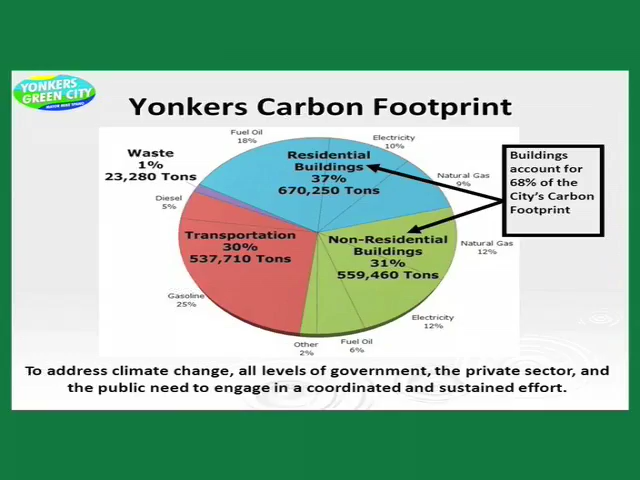 YONKERS
GREEN CITY
Yonkers Carbon Footprint
Fuel Oil
18%
Electricity
10%
Waste
1%
23,280 Tons
Residential
Buildings
37%
670,250 Tons
Natural Gas
9%
Buildings
account for
68% of the
City's Carbon
Footprint
Diesel
5%
Transportation
30%
537,710 Tons
Non-Residential
Buildings
31%
559,460 Tons
Natural Gas
12%
Gasoline
25%
Electricity
12%
Other
2%
Fuel Oil
6%
To address climate change, all levels of government, the private sector, and
the public need to engage in a coordinated and sustained effort.